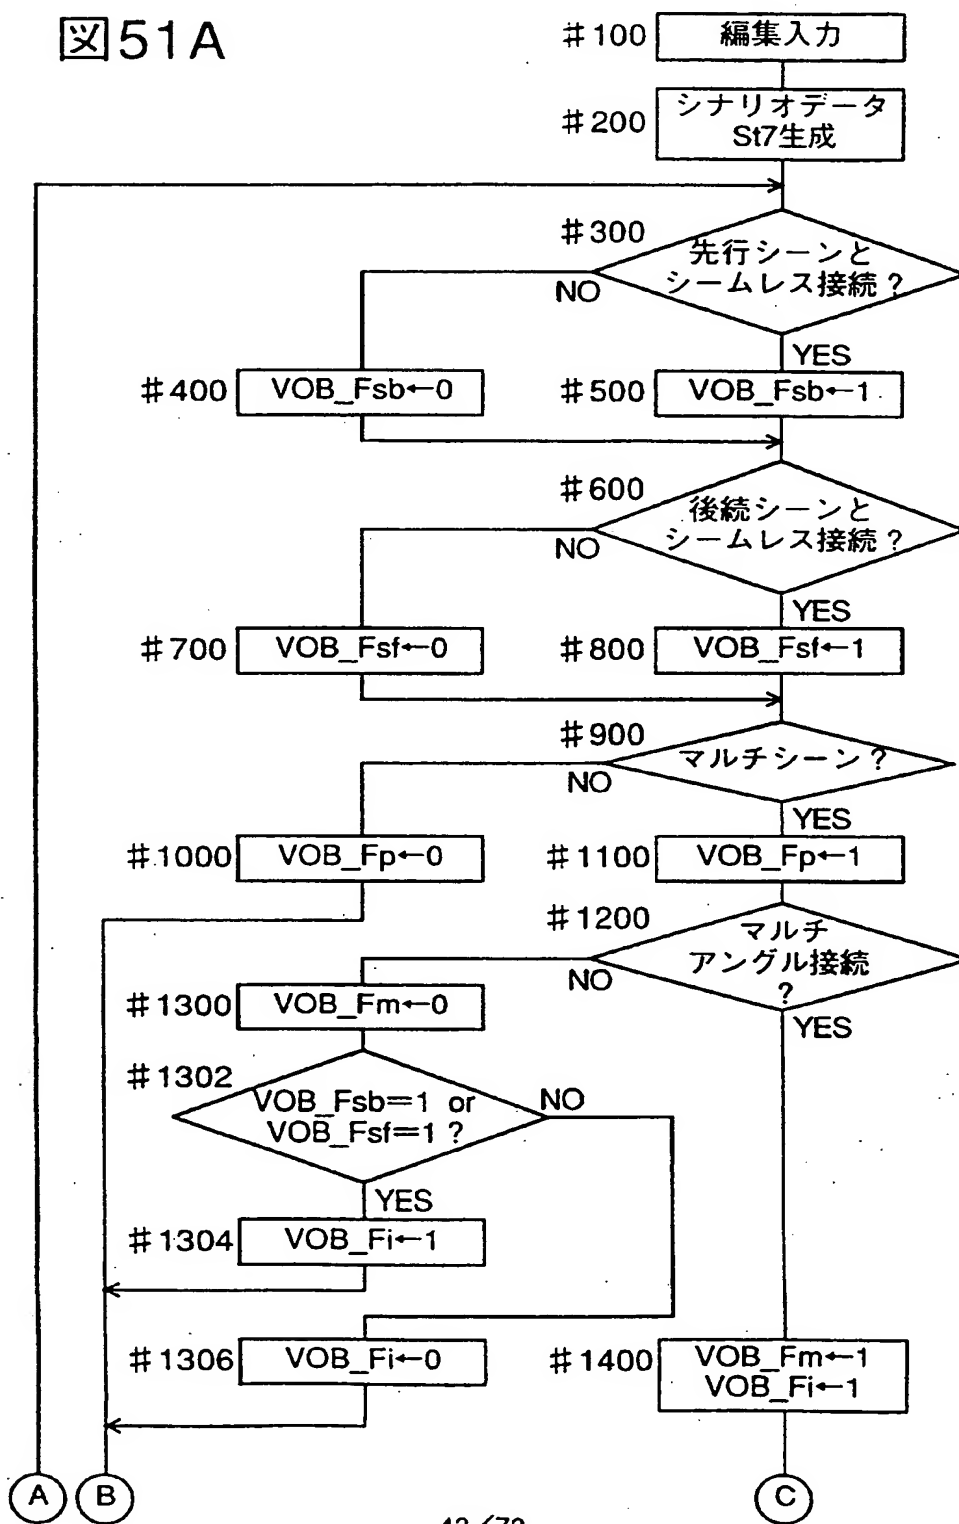 図51A
#100
編集入力
#200
シナリオデータ
St7生成
#300
先行シーンと
シームレス接続?
NO
YES
#400
VOB_Fsb←0
#500
VOB_Fsb←1
#600
後続シーンと
シームレス接続?
NO
YES
#700
VOB_Fsf←0
#800
VOB_Fsf←1
#900
マルチシーン?
NO
YES
#1000
VOB_Fp←0
#1100
VOB_Fp←1
#1200
マルチ
アングル接続
?
NO
YES
#1300
VOB_Fm←0
#1302
VOB_Fsb=1 or
VOB_Fsf=1?
NO
YES
#1304
VOB_Fi←1
#1306
VOB_Fi←0
#1400
VOB_Fm←1
VOB_Fi←1
A
B
C